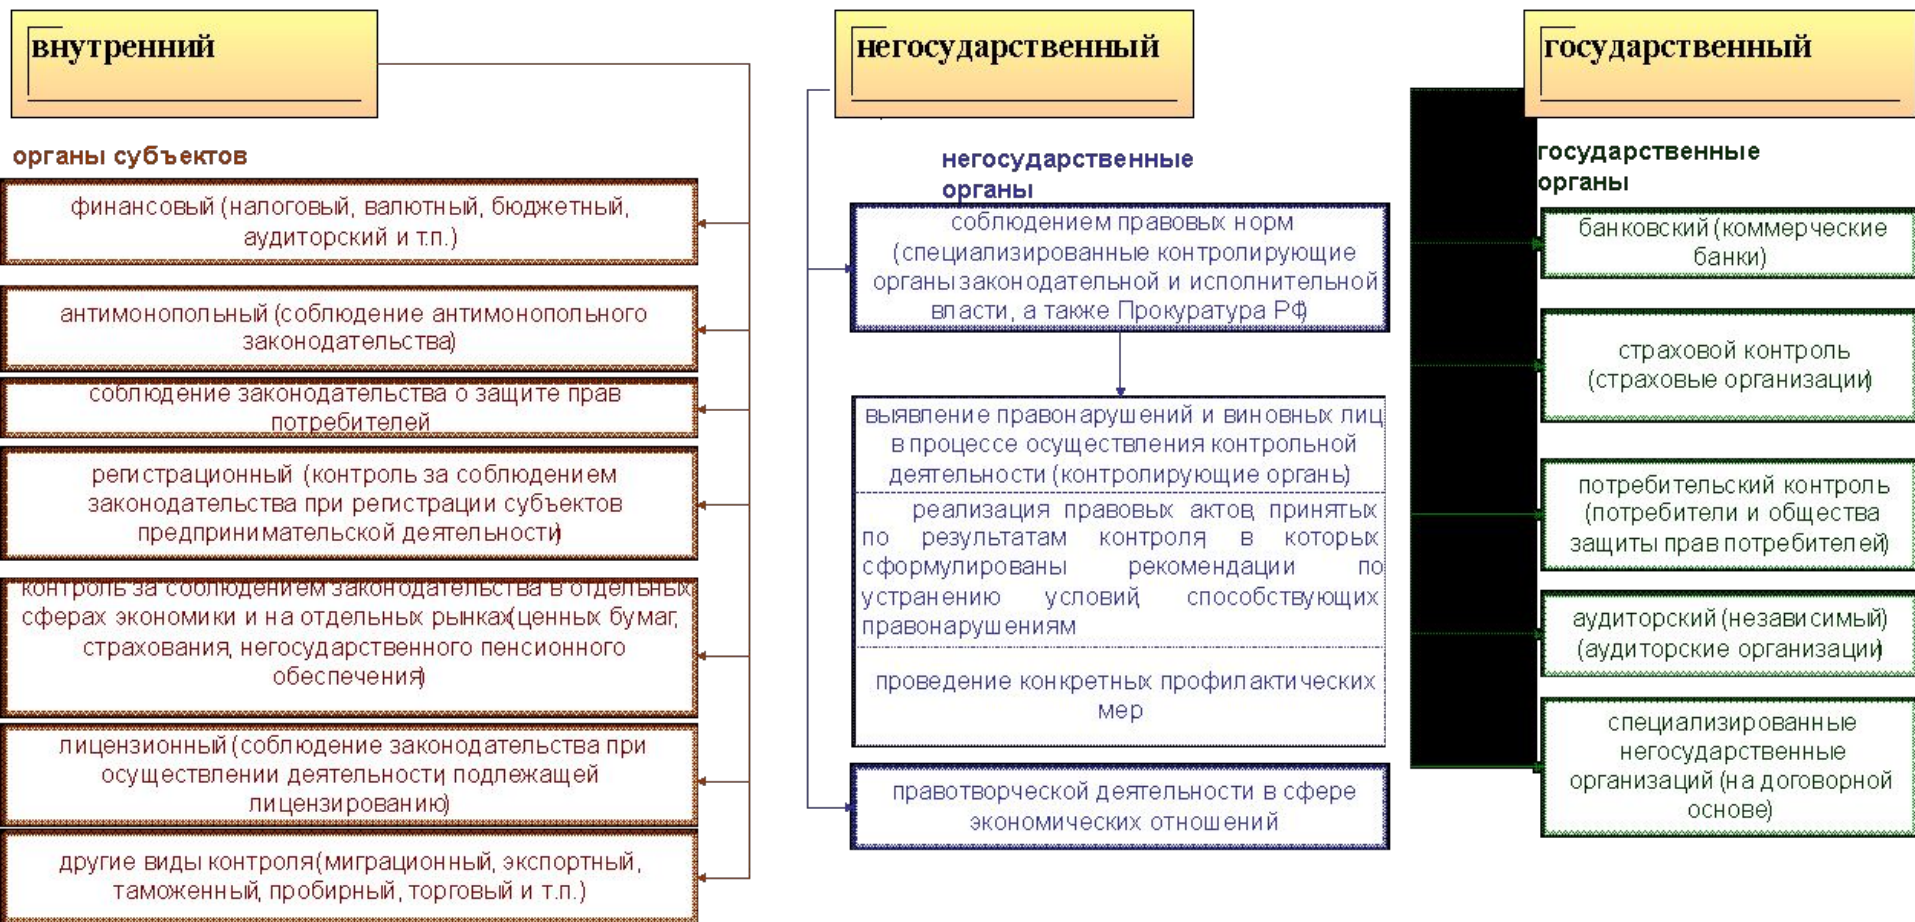 внутренний
органы субъектов
финансовый (налоговый, валютный, бюджетный,
аудиторский и т.п.)
антимонопольный (соблюдение антимонопольного
законодательства)
соблюдение законодательства о защите прав
потребителей
регистрационный (контроль за соблюдением
законодательства при регистрации субъектов
предпринимательской деятельности)
контроль за соблюдением законодательства в отдельных
сферах экономики и на отдельных рынках(ценных бумаг,
страхования, негосударственного пенсионного
обеспечения)
лицензионный (соблюдение законодательства при
осуществлении деятельности, подлежащей
лицензированию)
другие виды контроля(миграционный, экспортный,
таможенный, пробирный, торговый и т.п.)
негосударственный
негосударственные
органы
соблюдением правовых норм
(специализированные контролирующие
органы законодательной и исполнительной
власти, а также Прокуратура РФ)
выявление правонарушений и виновных лиц
в процессе осуществления контрольной
деятельности (контролирующие органы)
реализация правовых актов, принятых
по результатам контроля, в которых
сформулированы рекомендации по
устранению условий, способствующих
правонарушениям
проведение конкретных профилактических
мер
правотворческой деятельности в сфере
экономических отношений
государственный
государственные
органы
банковский (коммерческие
банки)
страховой контроль
(страховые организации)
потребительский контроль
(потребители и общества
защиты прав потребителей)
аудиторский (независимый)
(аудиторские организации)
специализированные
негосударственные
организаций (на договорной
основе)